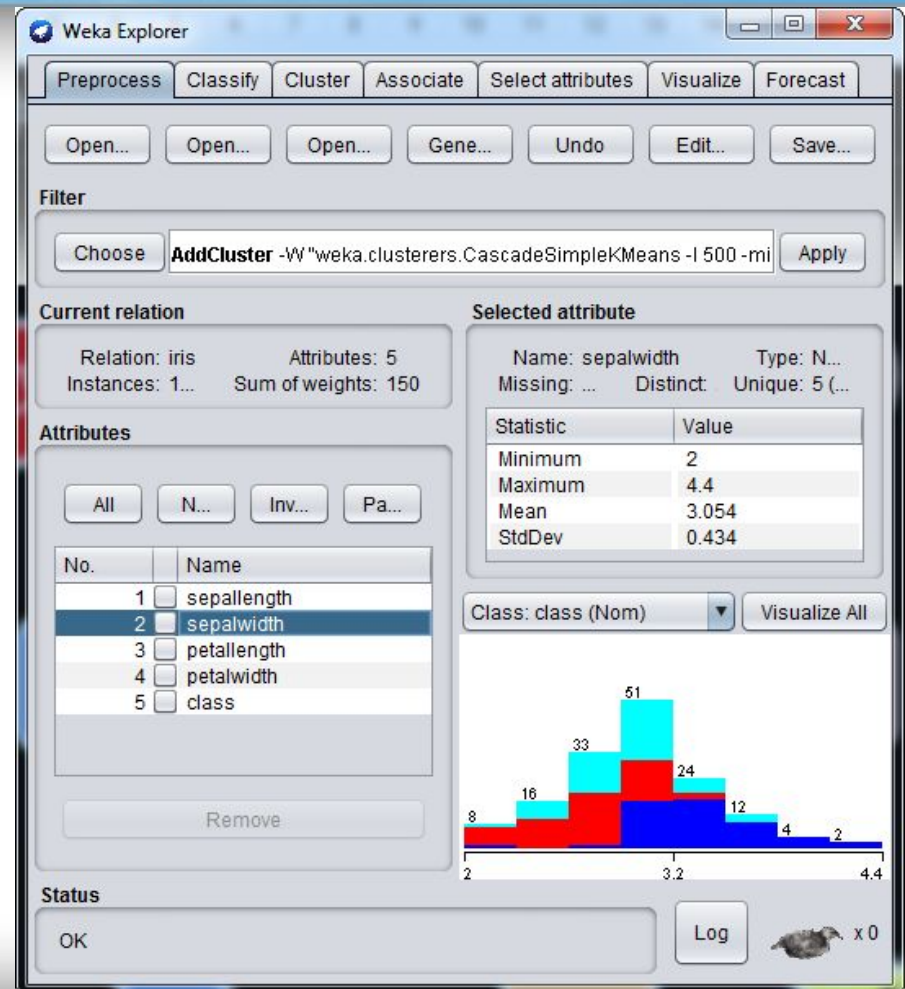 Weka Explorer
Preprocess Classify Cluster Associate Select attributes Visualize Forecast
Open... Open... Open... Gene... Undo Edit... Save...
Filter
Choose AddCluster -W "weka.clusterers.CascadeSimpleKMeans -I 500 -mi Apply
Current relation
Relation: iris Attributes: 5
Instances: 1... Sum of weights: 150
Selected attribute
Name: sepalwidth Type: N...
Missing: ... Distinct: Unique: 5 (...
Statistic Value
Minimum 2
Maximum 4.4
Mean 3.054
StdDev 0.434
Attributes
All N... Inv... Pa...
No. Name
1 sepallength
2 sepalwidth
3 petallength
4 petalwidth
5 class
Remove
Class: class (Nom) Visualize All
8 16 33 51 24 12 4 2
2 3.2 4.4
Status
OK
Log x 0